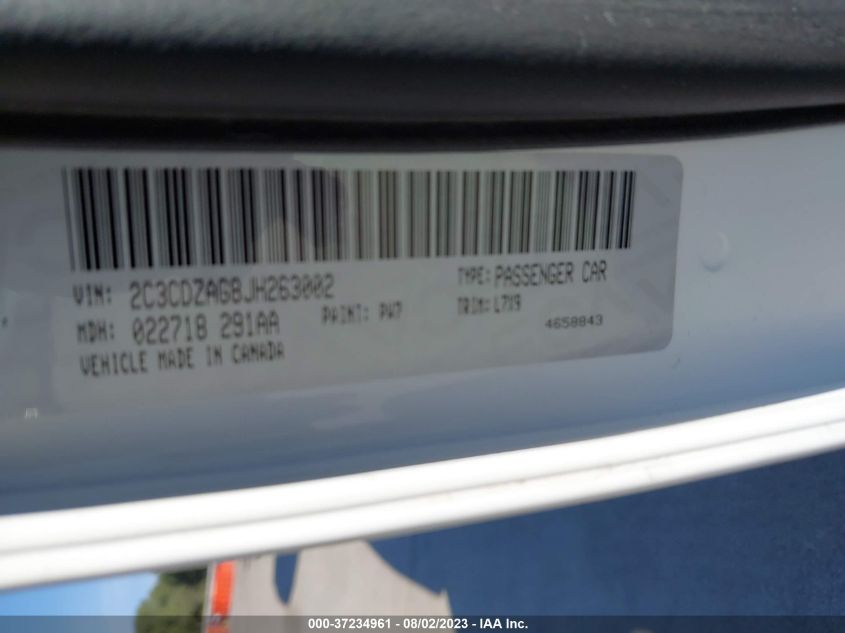 VIN: 2C3CDZAG8JH263002 TYPE: PASSENGER CAR
MDH: 022718 291AA PAINT: PW7 TRIM: L7X9
VEHICLE MADE IN CANADA 4658843
000-37234961 - 08/02/2023 - IAA Inc.